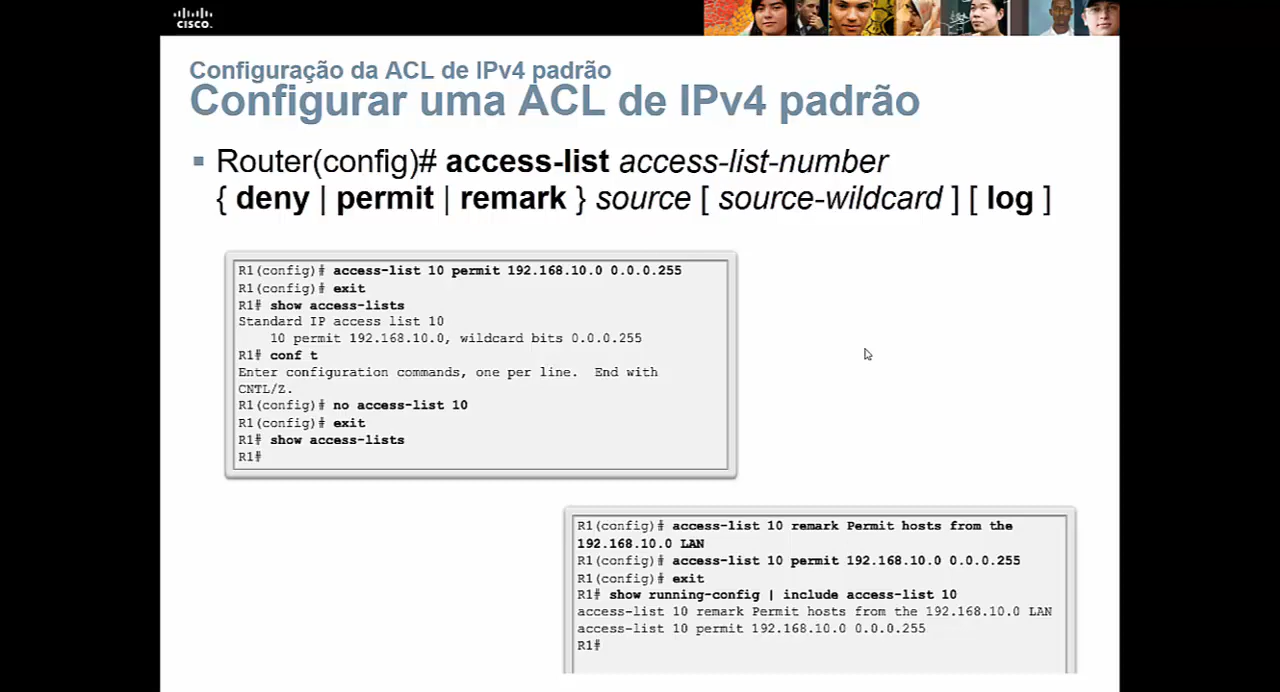 CISCO.
Configuração da ACL de IPv4 padrão
Configurar uma ACL de IPv4 padrão
▪ Router(config)# access-list access-list-number
{ deny | permit | remark } source [ source-wildcard ] [ log ]
R1(config)# access-list 10 permit 192.168.10.0 0.0.0.255
R1(config)# exit
R1# show access-lists
Standard IP access list 10
    10 permit 192.168.10.0, wildcard bits 0.0.0.255
R1# conf t
Enter configuration commands, one per line.  End with
CNTL/Z.
R1(config)# no access-list 10
R1(config)# exit
R1# show access-lists
R1#
R1(config)# access-list 10 remark Permit hosts from the
192.168.10.0 LAN
R1(config)# access-list 10 permit 192.168.10.0 0.0.0.255
R1(config)# exit
R1# show running-config | include access-list 10
access-list 10 remark Permit hosts from the 192.168.10.0 LAN
access-list 10 permit 192.168.10.0 0.0.0.255
R1#